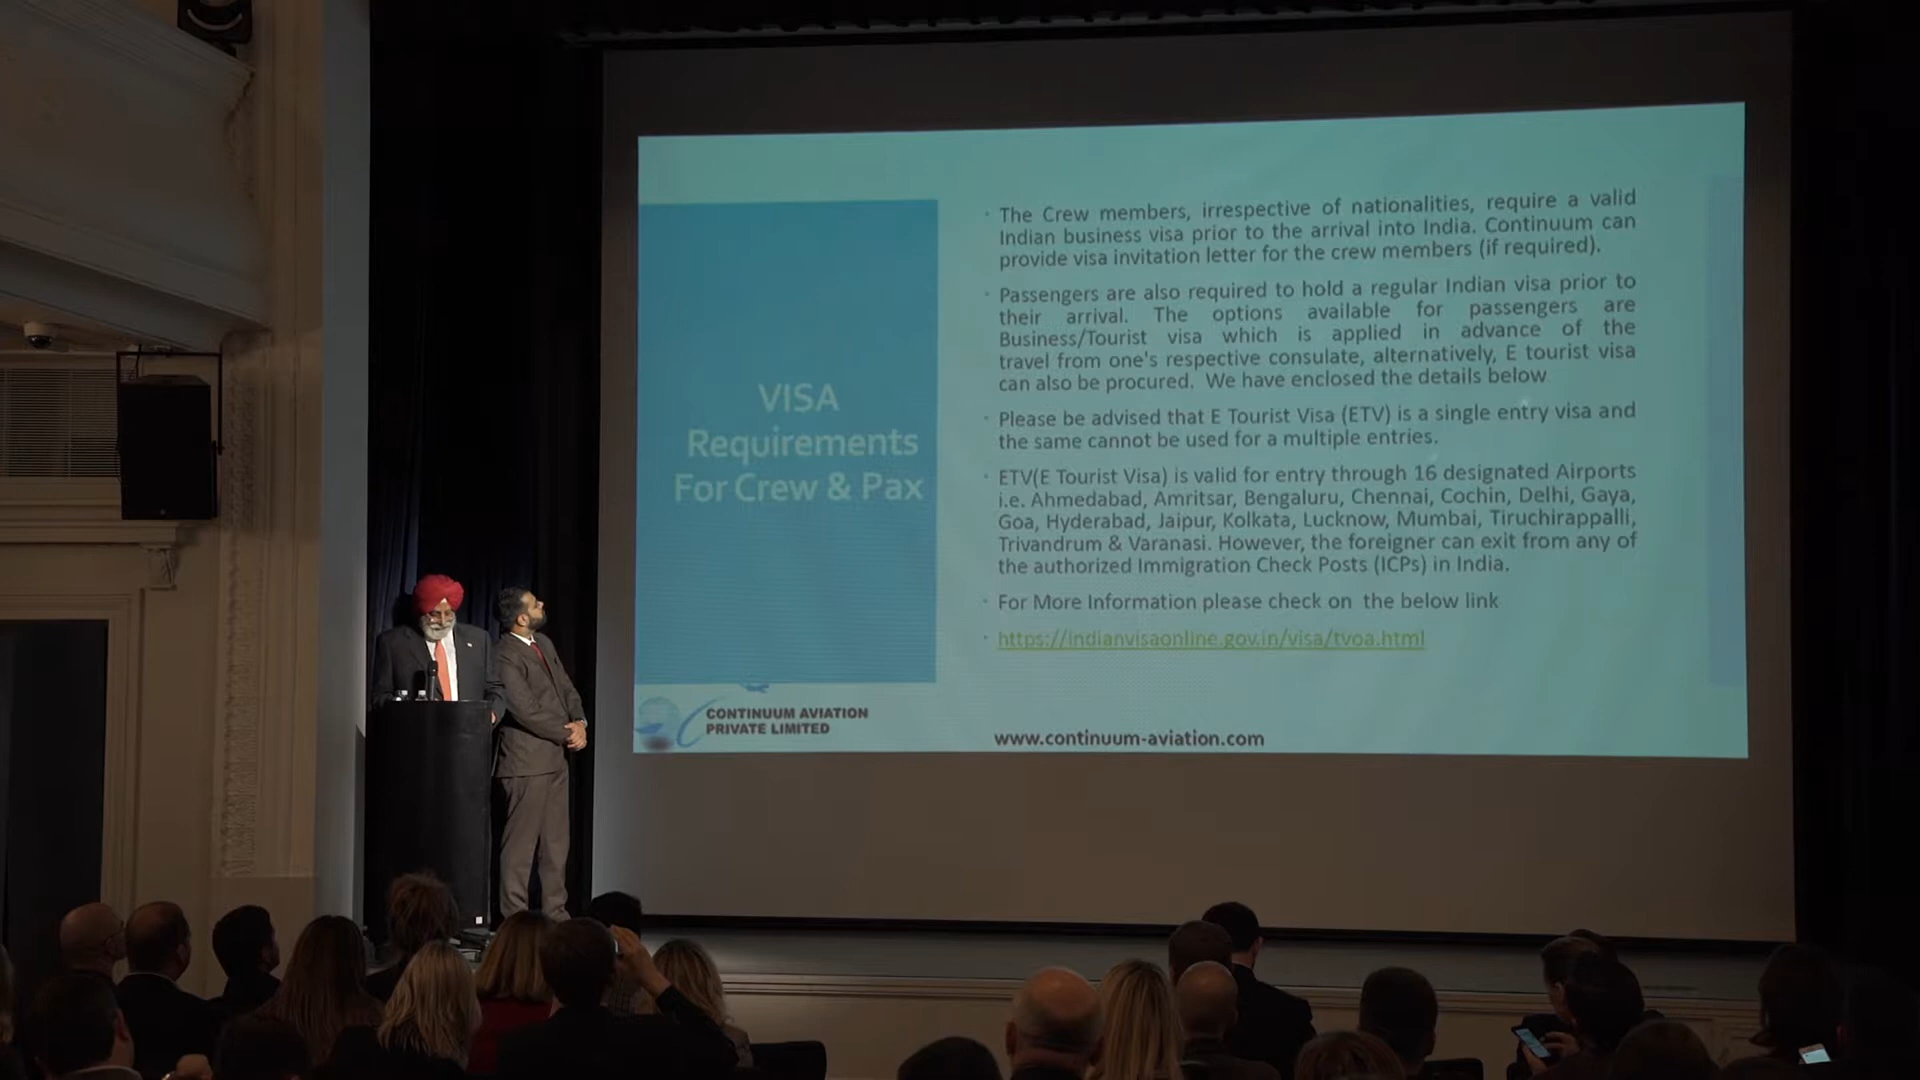 VISA
Requirements
For Crew & Pax
The Crew members, irrespective of nationalities, require a valid
Indian business visa prior to the arrival into India. Continuum can
provide visa invitation letter for the crew members (if required).
Passengers are also required to hold a regular Indian visa prior to
their arrival. The options available for passengers are
Business/Tourist visa which is applied in advance of the
travel from one's respective consulate, alternatively, E tourist visa
can also be procured. We have enclosed the details below
Please be advised that E Tourist Visa (ETV) is a single entry visa and
the same cannot be used for a multiple entries.
ETV(E Tourist Visa) is valid for entry through 16 designated Airports
i.e. Ahmedabad, Amritsar, Bengaluru, Chennai, Cochin, Delhi, Gaya,
Goa, Hyderabad, Jaipur, Kolkata, Lucknow, Mumbai, Tiruchirappalli,
Trivandrum & Varanasi. However, the foreigner can exit from any of
the authorized Immigration Check Posts (ICPs) in India.
For More Information please check on the below link
https://indianvisaonline.gov.in/visa/tvoa.html
CONTINUUM AVIATION
PRIVATE LIMITED
www.continuum-aviation.com